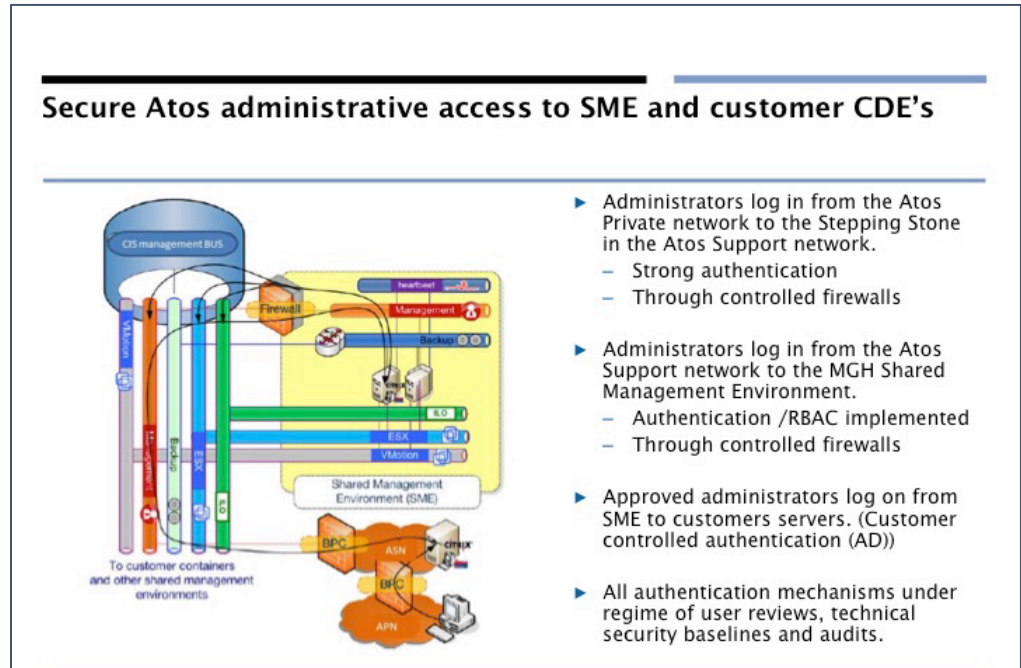 Secure Atos administrative access to SME and customer CDE's
CIS management BUS
Firewall
heartbeat
Management
Backup
VMotion
Management
Backup
ESX
ILO
CITRIX
ILO
ESX
VMotion
Shared Management
Environment (SME)
BPC
ASN
CITRIX
BPC
APN
To customer containers
and other shared management
environments
► Administrators log in from the Atos
Private network to the Stepping Stone
in the Atos Support network.
– Strong authentication
– Through controlled firewalls
► Administrators log in from the Atos
Support network to the MGH Shared
Management Environment.
– Authentication /RBAC implemented
– Through controlled firewalls
► Approved administrators log on from
SME to customers servers. (Customer
controlled authentication (AD))
► All authentication mechanisms under
regime of user reviews, technical
security baselines and audits.